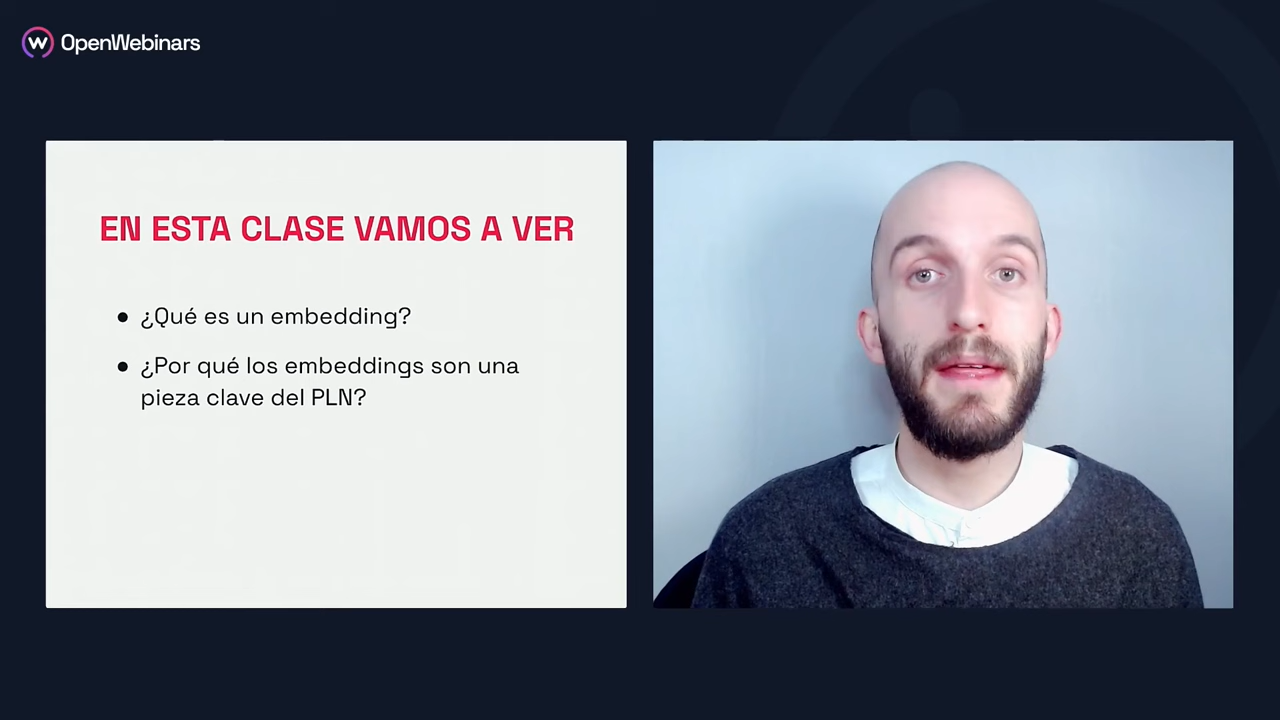 OpenWebinars
EN ESTA CLASE VAMOS A VER
● ¿Qué es un embedding?
● ¿Por qué los embeddings son una
pieza clave del PLN?